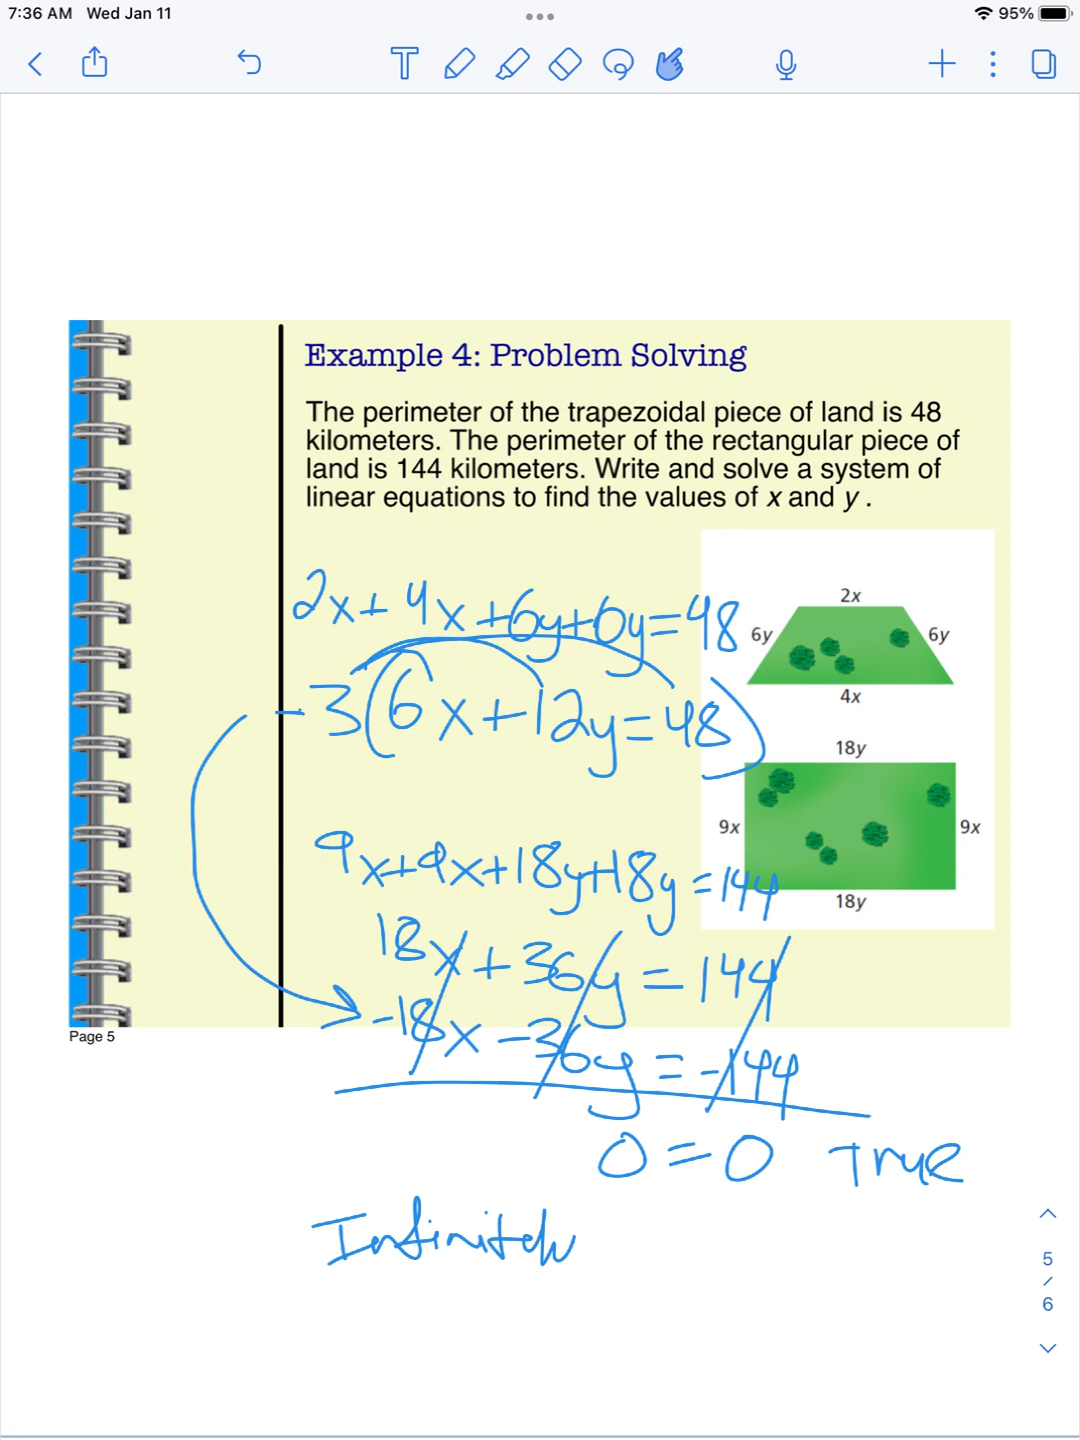 7:36 AM Wed Jan 11
95%
T
Example 4: Problem Solving
The perimeter of the trapezoidal piece of land is 48
kilometers. The perimeter of the rectangular piece of
land is 144 kilometers. Write and solve a system of
linear equations to find the values of x and y .
2x+4x+6y+6y=48
-3(6x+12y=48)
2x
6y
6y
4x
18y
9x
9x
18y
9x+9x+18y+18y=144
18x+36y=144
-18x-36y=-144
0=0 True
Infinitely
Page 5
5
/
6